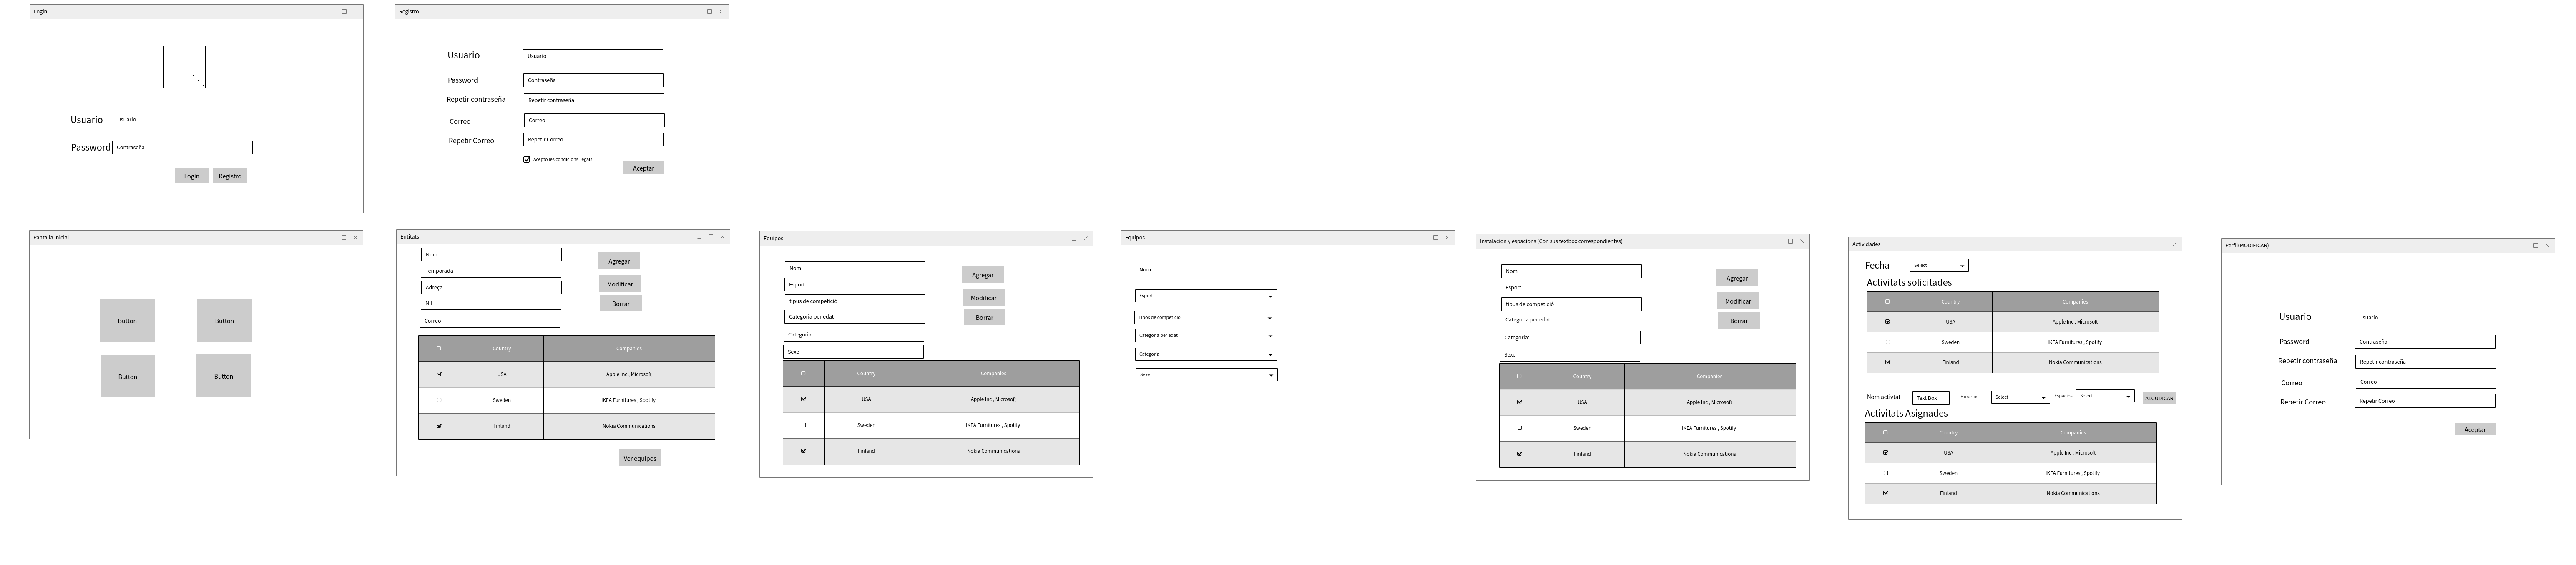 Login
Usuario
Usuario
Password
Contraseña
Login
Registro
Registro
Usuario
Usuario
Password
Contraseña
Repetir contraseña
Repetir contraseña
Correo
Correo
Repetir Correo
Repetir Correo
Acepto les condicions legals
Aceptar
Pantalla inicial
Button
Button
Button
Button
Entitats
Nom
Agregar
Temporada
Modificar
Adreça
Nif
Borrar
Correo
Country
Companies
USA
Apple Inc , Microsoft
Sweden
IKEA Furnitures , Spotify
Finland
Nokia Communications
Ver equipos
Equipos
Nom
Agregar
Esport
Modificar
tipus de competició
Categoria per edat
Borrar
Categoria:
Sexe
Country
Companies
USA
Apple Inc , Microsoft
Sweden
IKEA Furnitures , Spotify
Finland
Nokia Communications
Equipos
Nom
Esport
Tipos de competicio
Categoria per edat
Categoria
Sexe
Instalacion y espacions (Con sus textbox correspondientes)
Nom
Agregar
Esport
Modificar
tipus de competició
Categoria per edat
Borrar
Categoria:
Sexe
Country
Companies
USA
Apple Inc , Microsoft
Sweden
IKEA Furnitures , Spotify
Finland
Nokia Communications
Actividades
Fecha
Select
Activitats solicitades
Country
Companies
USA
Apple Inc , Microsoft
Sweden
IKEA Furnitures , Spotify
Finland
Nokia Communications
Nom activtat
Text Box
Horarios
Select
Espacios
Select
ADJUDICAR
Activitats Asignades
Country
Companies
USA
Apple Inc , Microsoft
Sweden
IKEA Furnitures , Spotify
Finland
Nokia Communications
Perfil(MODIFICAR)
Usuario
Usuario
Password
Contraseña
Repetir contraseña
Repetir contraseña
Correo
Correo
Repetir Correo
Repetir Correo
Aceptar